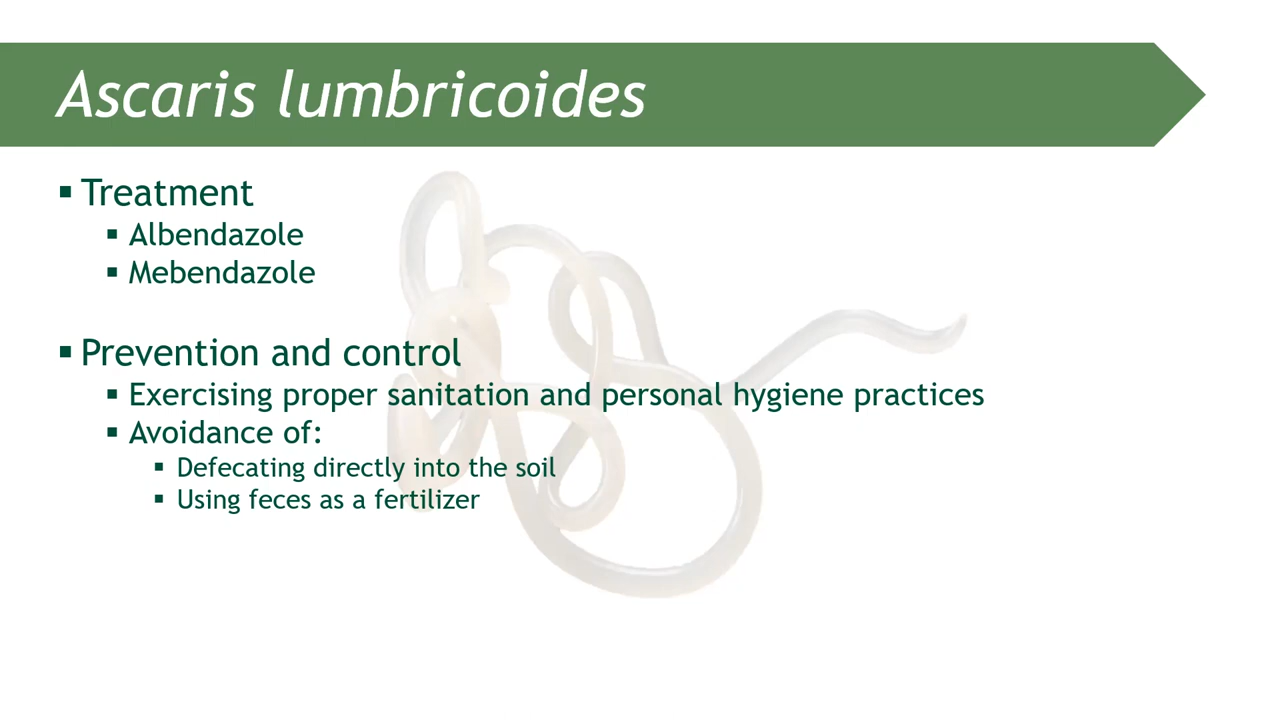 Ascaris lumbricoides
▪ Treatment
▪ Albendazole
▪ Mebendazole
▪ Prevention and control
▪ Exercising proper sanitation and personal hygiene practices
▪ Avoidance of:
▪ Defecating directly into the soil
▪ Using feces as a fertilizer